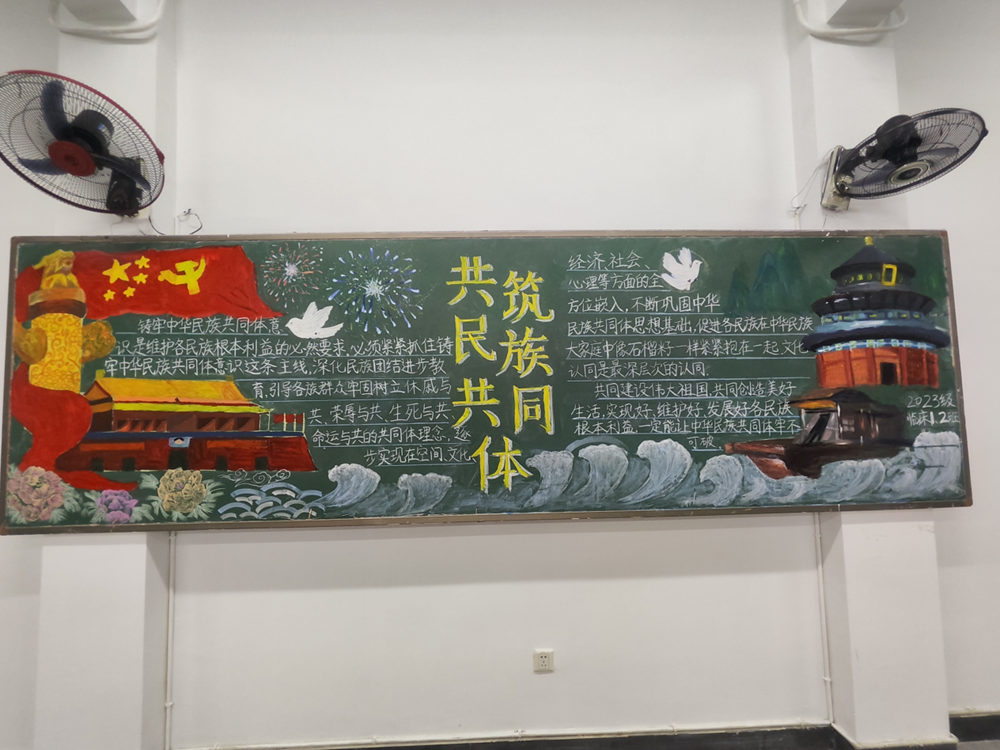 共筑
民族
共同
体
铸牢中华民族共同体意
识是维护各民族根本利益的必然要求，必须紧紧抓住铸
牢中华民族共同体意识这条主线，深化民族团结进步教
育，引导各族群众牢固树立休戚与
共、荣辱与共、生死与共、
命运与共的共同体理念，逐
步实现在空间、文化、
经济、社会、
心理等方面的全
方位嵌入，不断巩固中华
民族共同体思想基础，促进各民族在中华民族
大家庭中像石榴籽一样紧紧抱在一起，文化
认同是最深层次的认同。
共同建设伟大祖国，共同创造美好
生活，实现好、维护好、发展好各民族
根本利益，一定能让中华民族共同体牢不
可破
2023级
临床1.2班